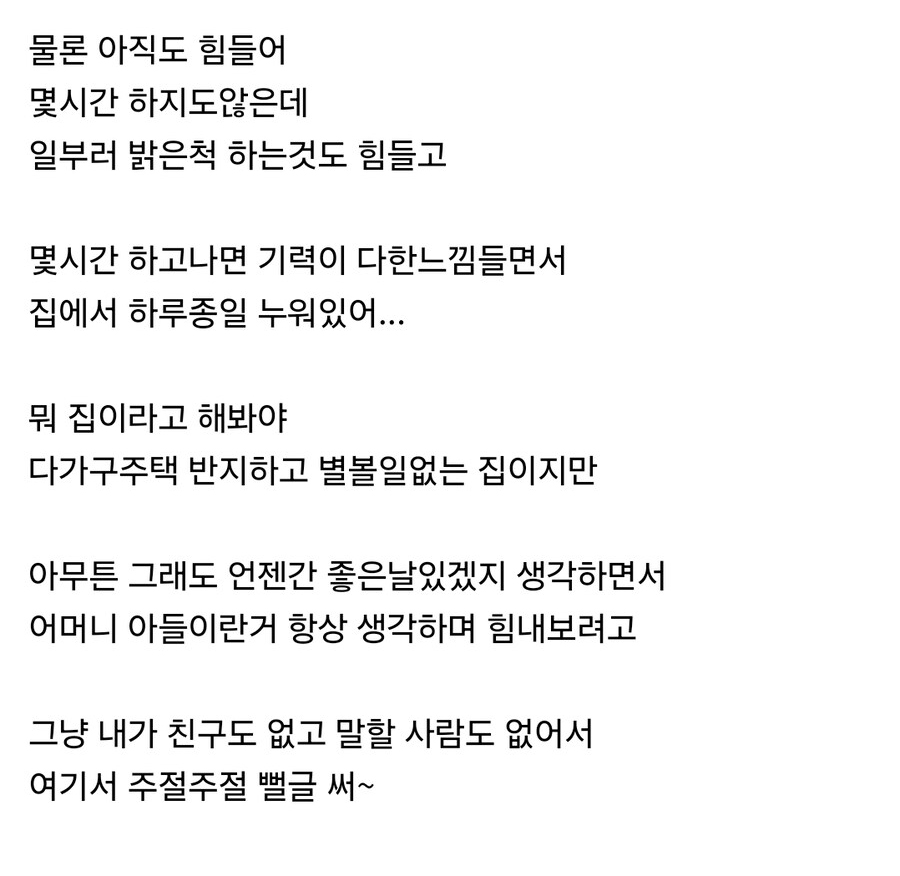 물론 아직도 힘들어
몇시간 하지도않은데
일부러 밝은척 하는것도 힘들고
몇시간 하고나면 기력이 다한느낌들면서
집에서 하루종일 누워있어...
뭐 집이라고 해봐야
다가구주택 반지하고 별볼일없는 집이지만
아무튼 그래도 언젠간 좋은날있겠지 생각하면서
어머니 아들이란거 항상 생각하며 힘내보려고
그냥 내가 친구도 없고 말할 사람도 없어서
여기서 주절주절 뻘글 써~